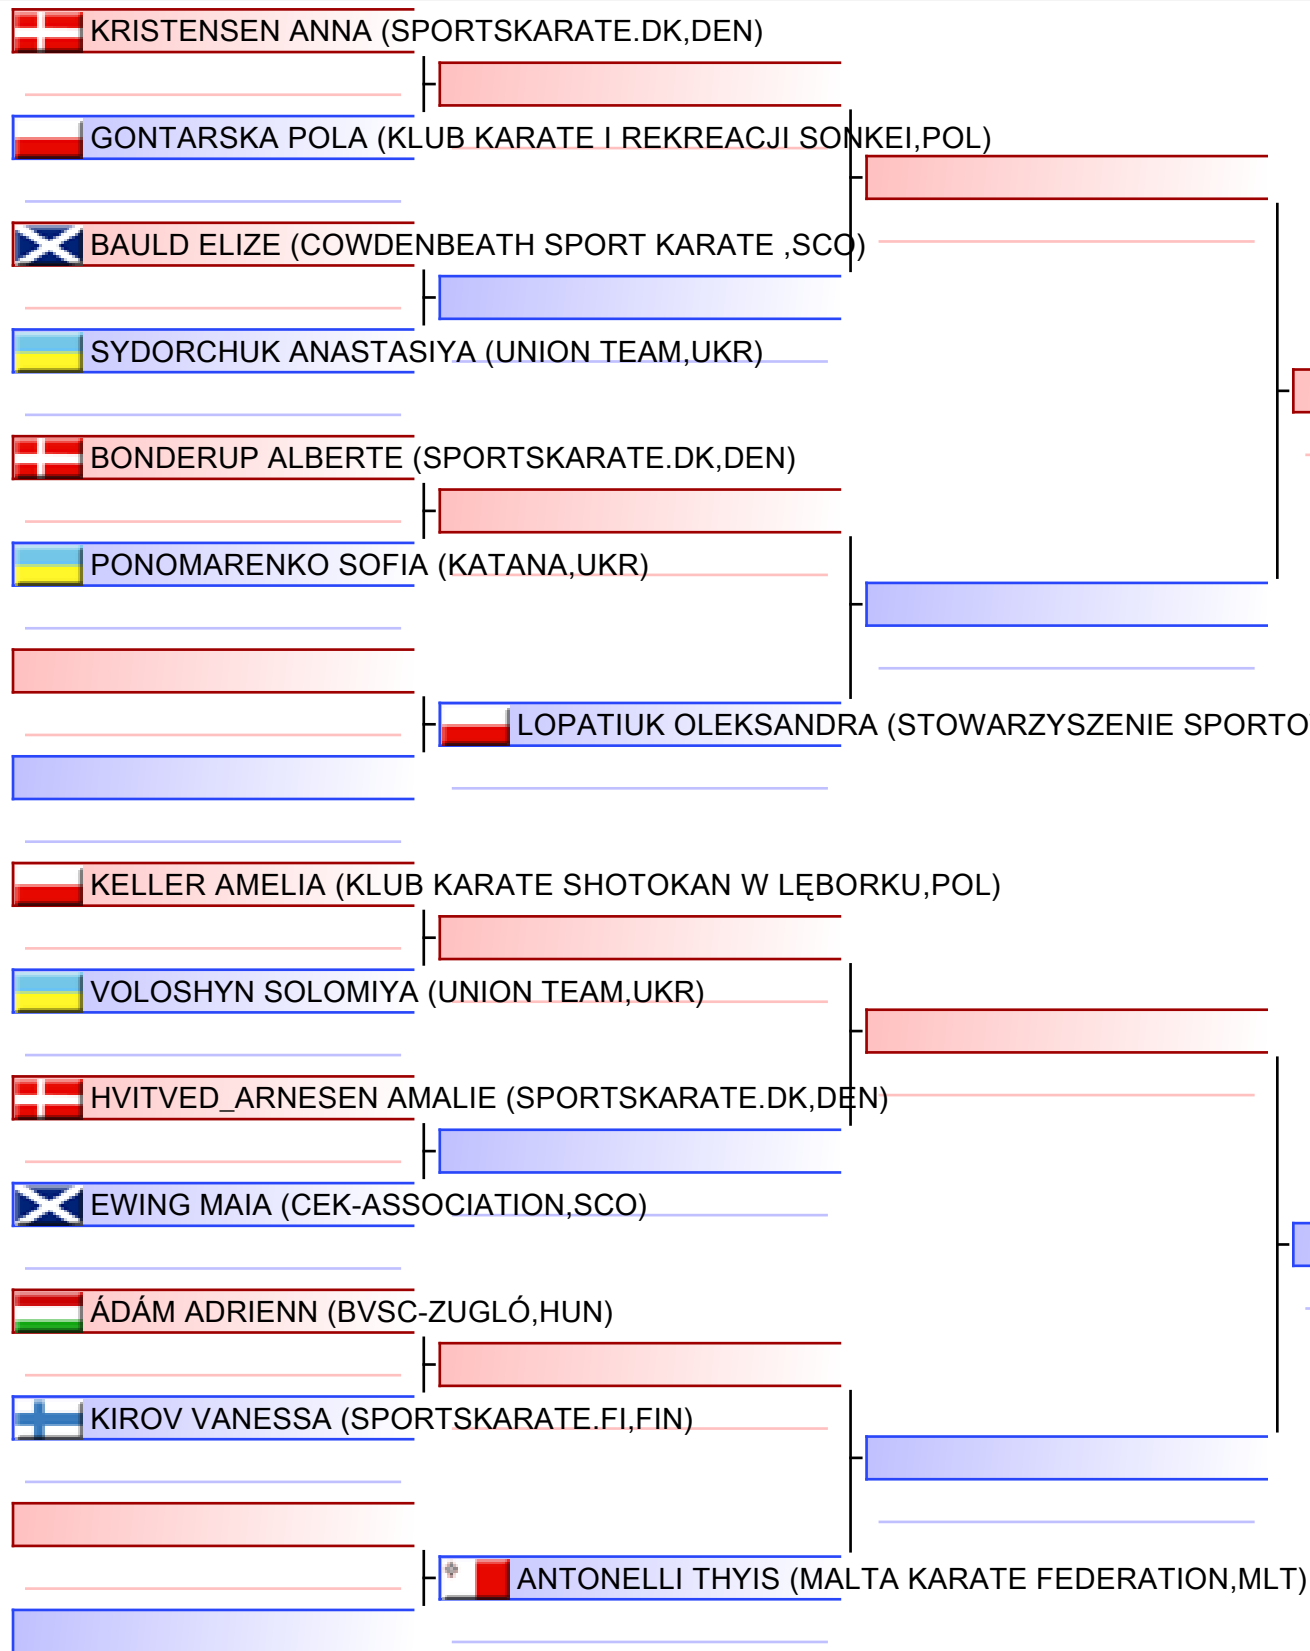 KRISTENSEN ANNA (SPORTSKARATE.DK,DEN)
GONTARSKA POLA (KLUB KARATE I REKREACJI SONKEI,POL)
BAULD ELIZE (COWDENBEATH SPORT KARATE ,SCO)
SYDORCHUK ANASTASIYA (UNION TEAM,UKR)
BONDERUP ALBERTE (SPORTSKARATE.DK,DEN)
PONOMARENKO SOFIA (KATANA,UKR)
LOPATIUK OLEKSANDRA (STOWARZYSZENIE
KELLER AMELIA (KLUB KARATE SHOTOKAN W LĘBORKU,POL)
VOLOSHYN SOLOMIYA (UNION TEAM,UKR)
HVITVED_ARNESEN AMALIE (SPORTSKARATE.DK,DEN)
EWING MAIA (CEK-ASSOCIATION,SCO)
ÁDÁM ADRIENN (BVSC-ZUGLÓ,HUN)
KIROV VANESSA (SPORTSKARATE.FI,FIN)
ANTONELLI THYIS (MALTA KARATE FEDERATION,MLT)